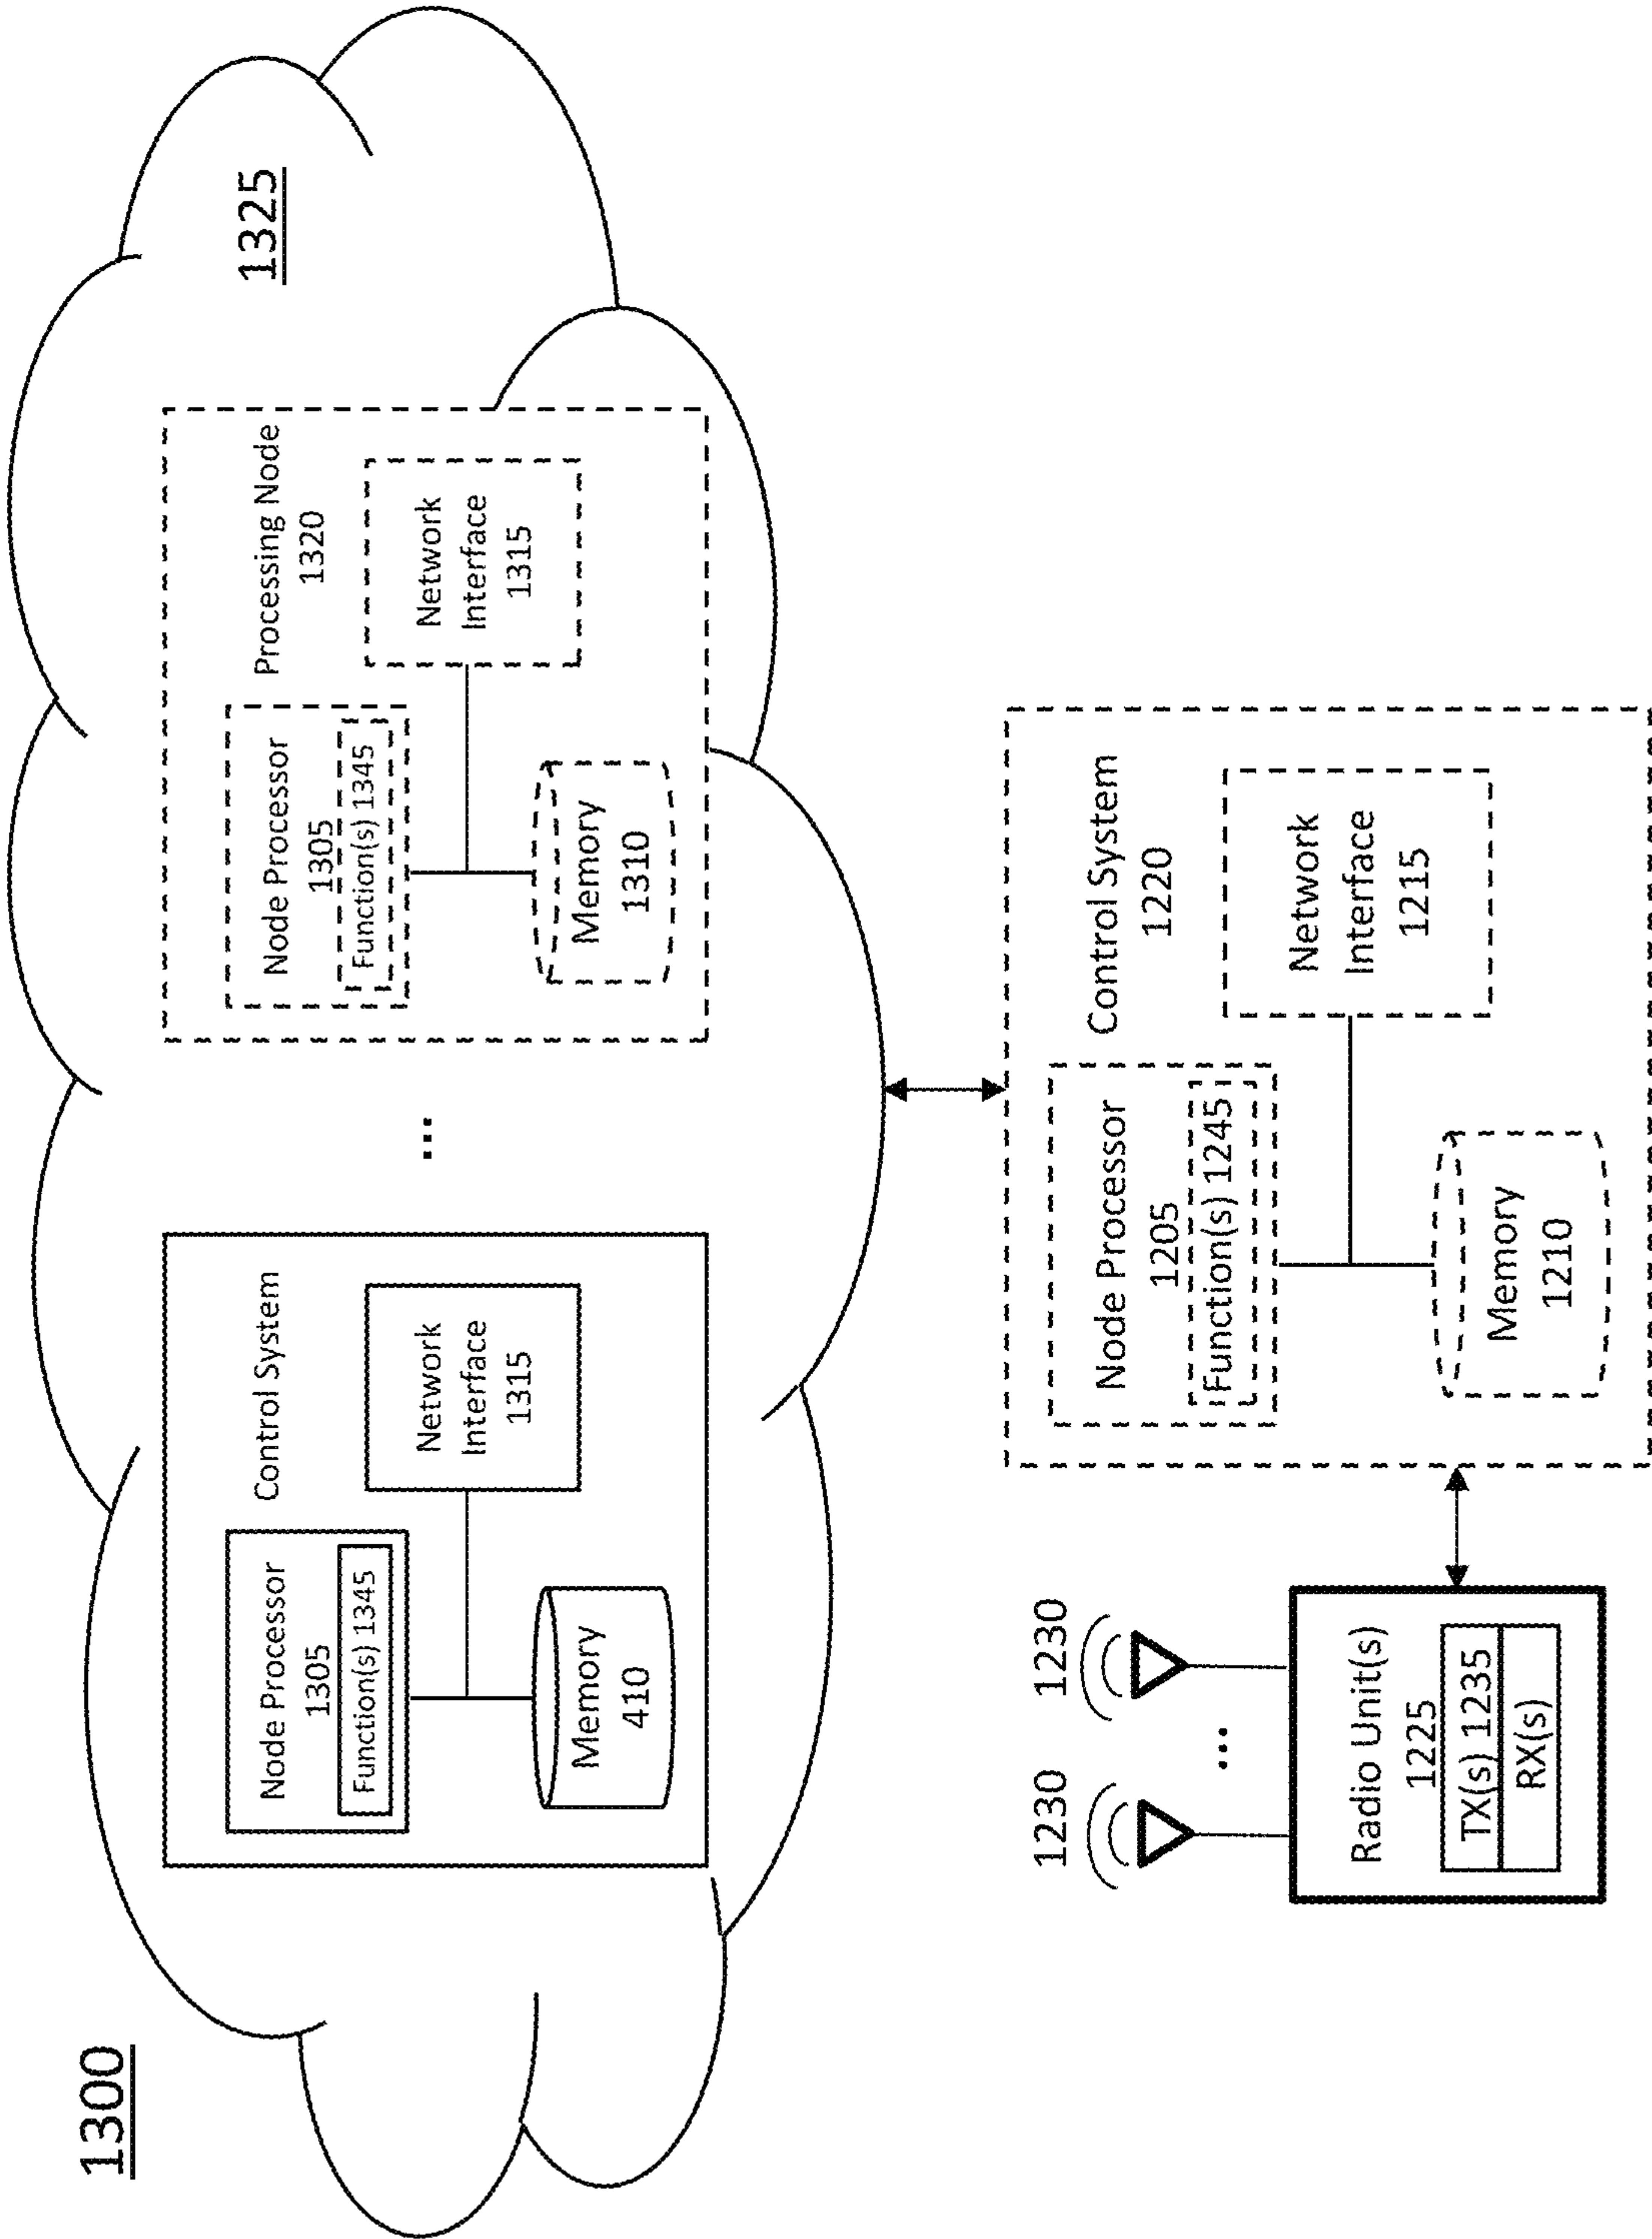 1300
1325
Control System
Node Processor
1305
Function(s) 1345
Network
Interface
1315
Memory
410
...
Processing Node
1320
Node Processor
1305
Function(s) 1345
Network
Interface
1315
Memory
1310
Control System
1220
Node Processor
1205
Function(s) 1245
Network
Interface
1215
Memory
1210
1230
...
1230
Radio Unit(s)
1225
TX(s) 1235
RX(s)